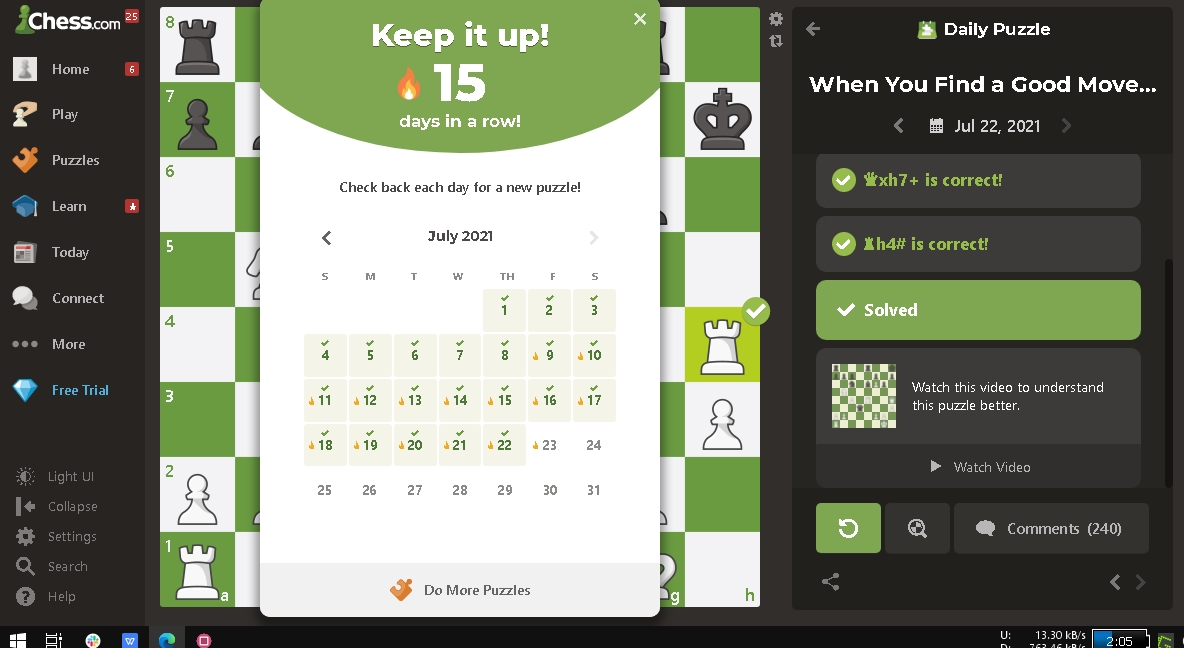 Chess.com 25
Home 6
Play
Puzzles
Learn
Today
Connect
More
Free Trial
Light UI
Collapse
Settings
Search
Help
8
7
6
5
4
3
2
1
a
g
h
Keep it up!
15
days in a row!
Check back each day for a new puzzle!
July 2021
S M T W TH F S
1 2 3
4 5 6 7 8 9 10
11 12 13 14 15 16 17
18 19 20 21 22 23 24
25 26 27 28 29 30 31
Do More Puzzles
Daily Puzzle
When You Find a Good Move...
Jul 22, 2021
xh7+ is correct!
h4# is correct!
Solved
Watch this video to understand
this puzzle better.
Watch Video
Comments (240)
U: 13.30 kB/s
D: 763.46 kB/s
2:05